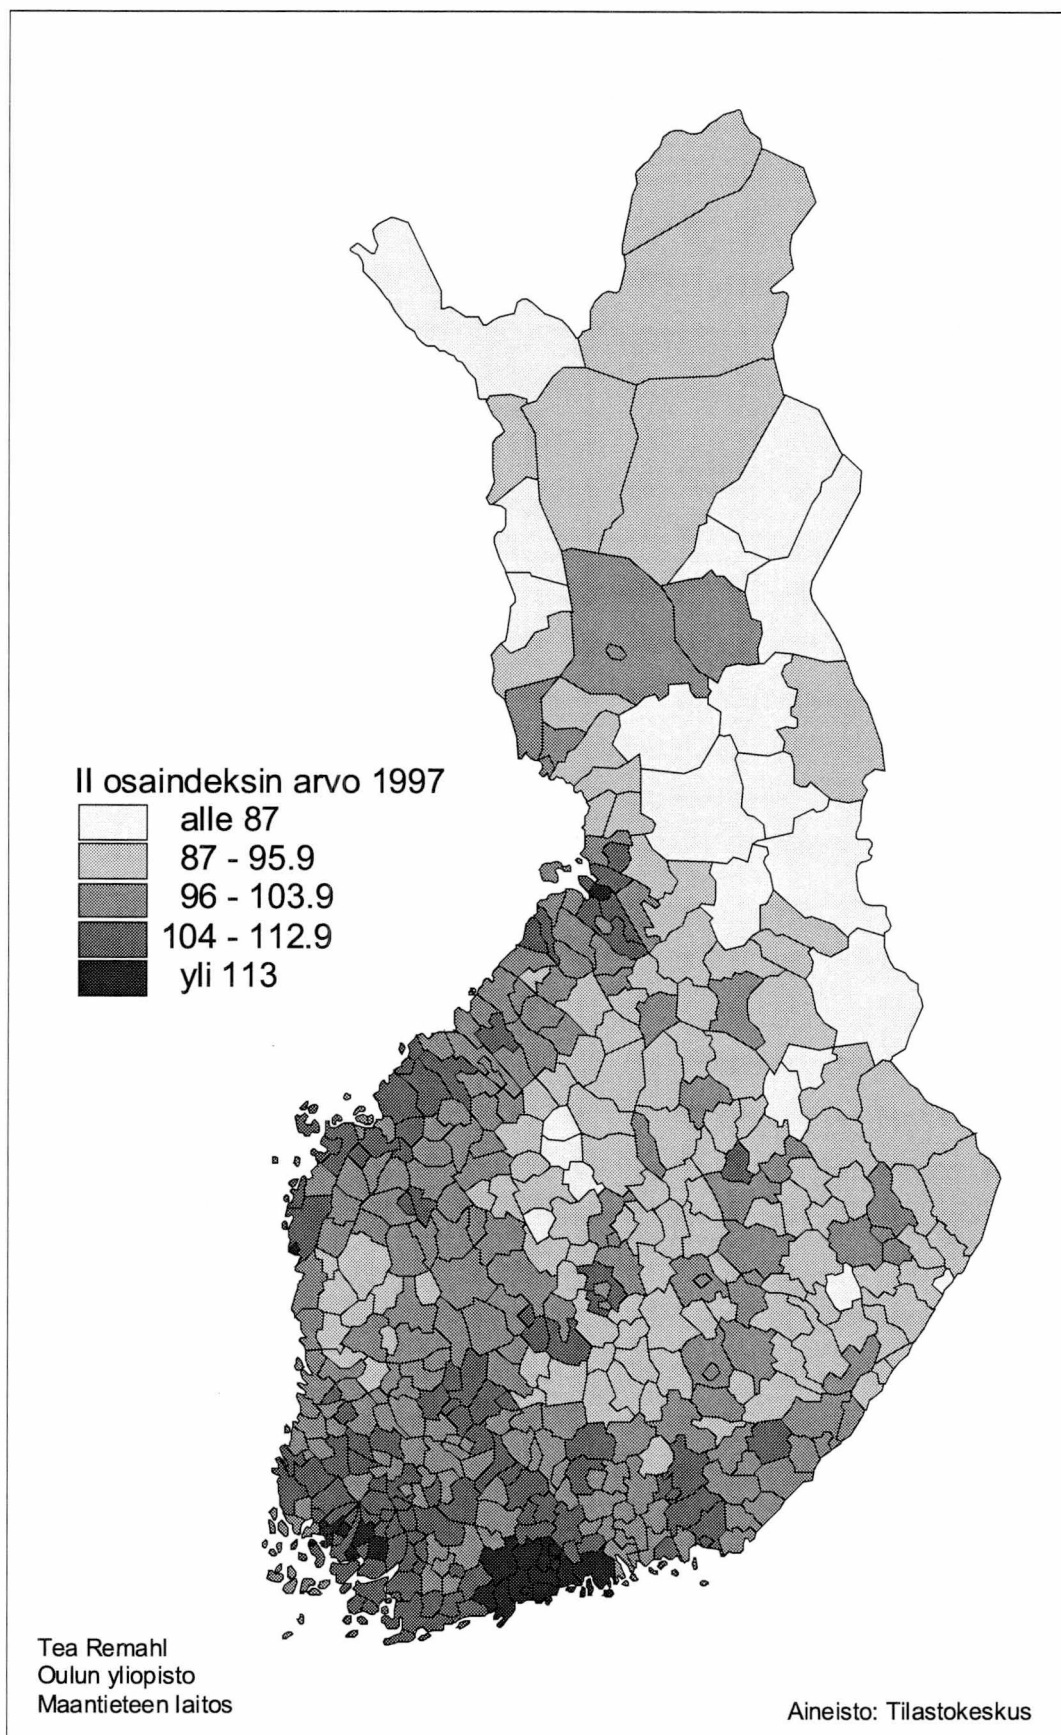 II osaindeksin arvo 1997
alle 87
87 - 95.9
96 - 103.9
104 - 112.9
yli 113
Tea Remahl
Oulun yliopisto
Maantieteen laitos
Aineisto: Tilastokeskus